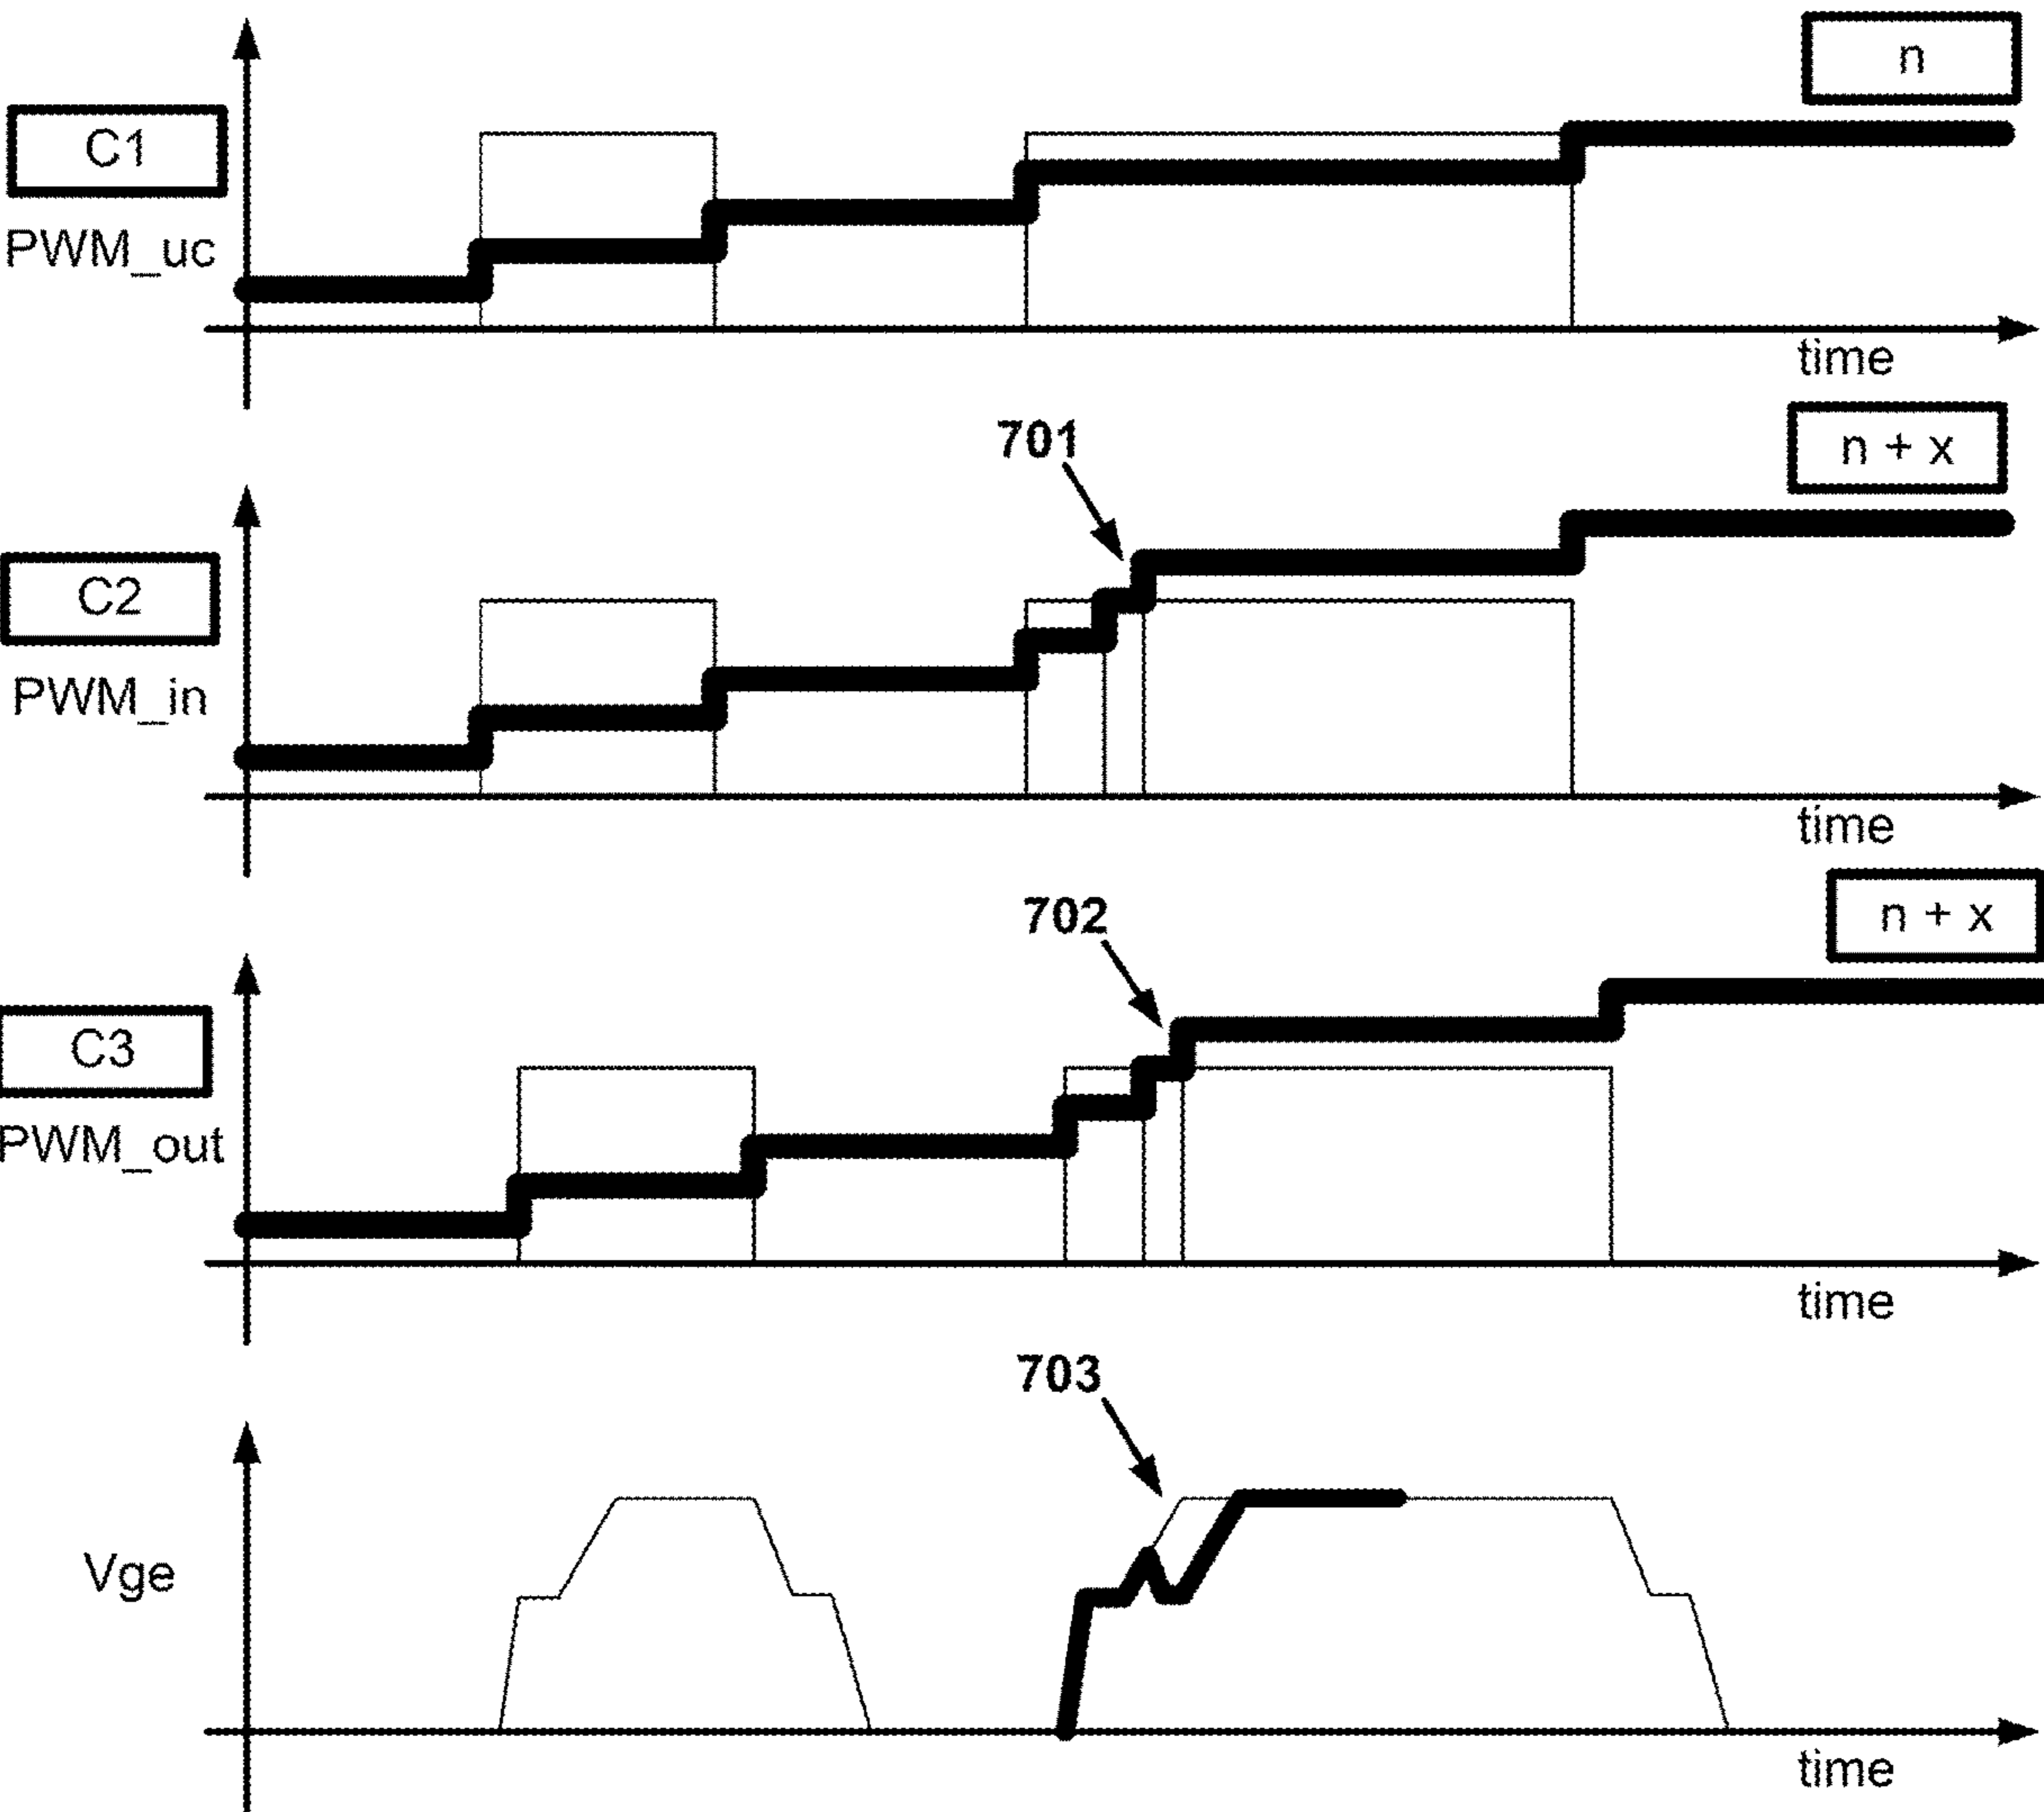 n
C1
PWM_uc
time
701
n + x
C2
PWM_in
time
702
n + x
C3
PWM_out
time
703
Vge
time